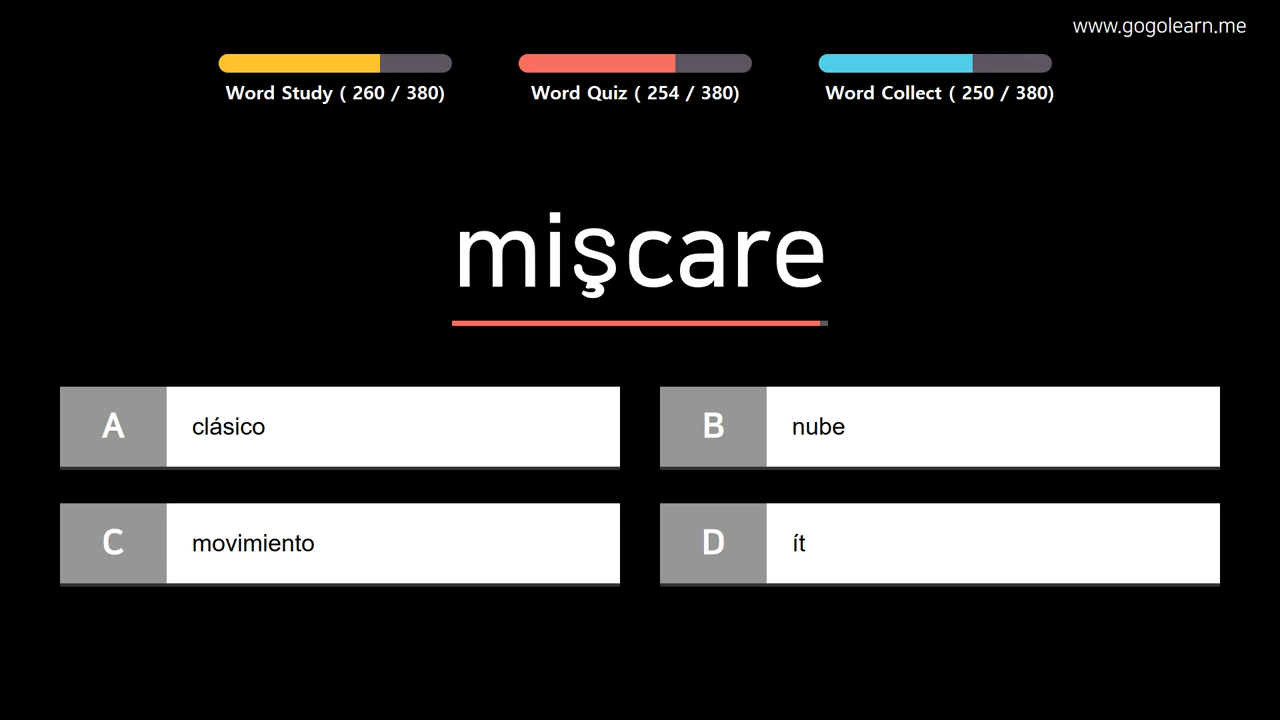 www.gogolearn.me
Word Study ( 260 / 380)
Word Quiz ( 254 / 380)
Word Collect ( 250 / 380)
mişcare
A clásico
B nube
C movimiento
D ít